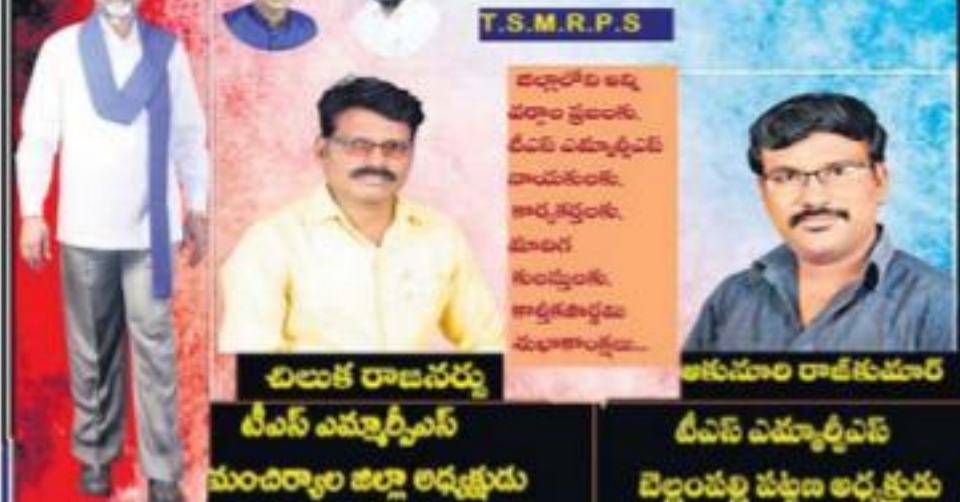 T.S.M.R.P.S
జిల్లాలోని అన్ని
వర్గాల ప్రజలకు,
టీఎస్ ఎమ్మార్పీఎస్
నాయకులకు,
కార్యకర్తలకు,
మాదిగ
కులస్తులకు,
కార్తీకపౌర్ణమి
శుభాకాంక్షలు...
చిలుక రాజనర్సు
ఆకునూరి రాజ్‌కుమార్
టీఎస్ ఎమ్మార్పీఎస్
మంచిర్యాల జిల్లా అధ్యక్షుడు
టీఎస్ ఎమ్మార్పీఎస్
బెల్లంపల్లి పట్టణ అధ్యక్షుడు